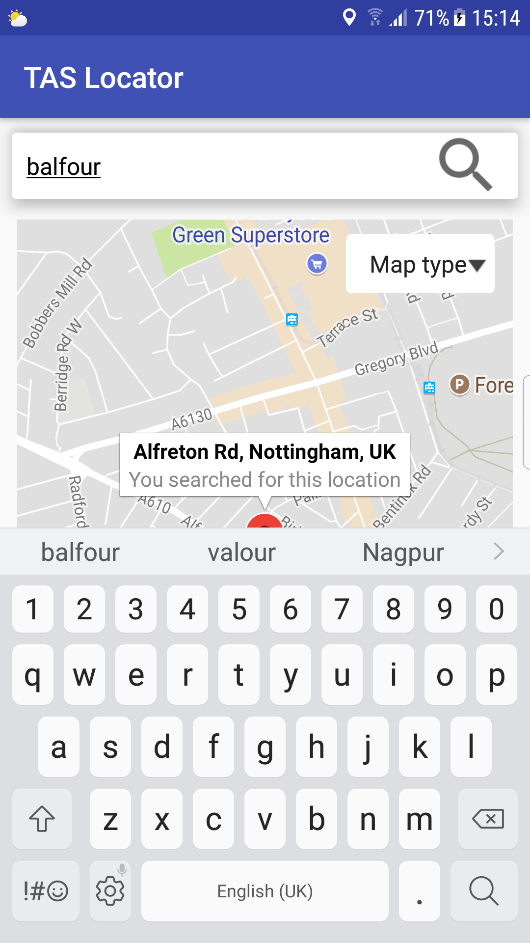 71% 15:14
TAS Locator
balfour
Green Superstore
Map type
Bobbers Mill Rd
Terrace St
Gregory Blvd
Berridge Rd W
P Fore
A6130
Alfreton Rd, Nottingham, UK
You searched for this location
Radford
A610
Bentinck Rd
rdy St
balfour valour Nagpur
1 2 3 4 5 6 7 8 9 0
q w e r t y u i o p
a s d f g h j k l
z x c v b n m
!#☺ English (UK) .